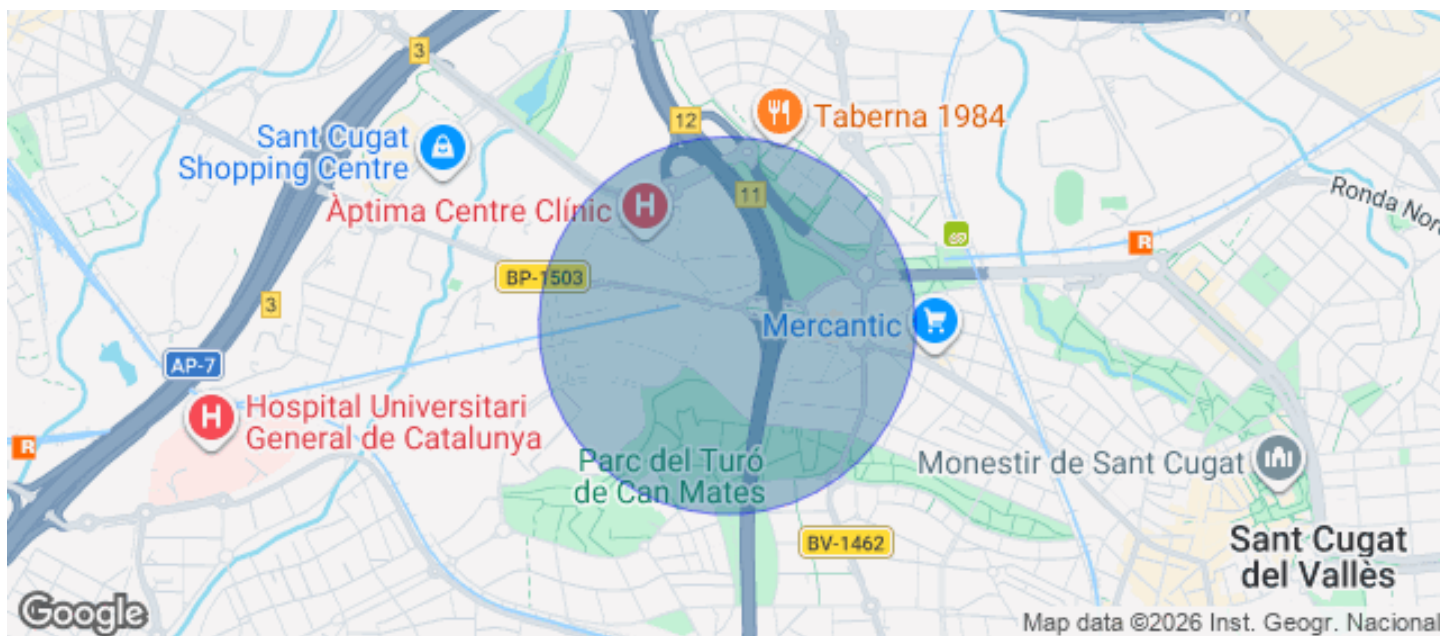 3
12
Taberna 1984
Sant Cugat
Shopping Centre
Àptima Centre Clínic
H
11
Ronda Nor
R
BP-1503
3
Mercantic
AP-7
H
Hospital Universitari
General de Catalunya
R
Parc del Turó
de Can Mates
Monestir de Sant Cugat
BV-1462
Sant Cugat
del Vallès
Google
Map data ©2026 Inst. Geogr. Nacional